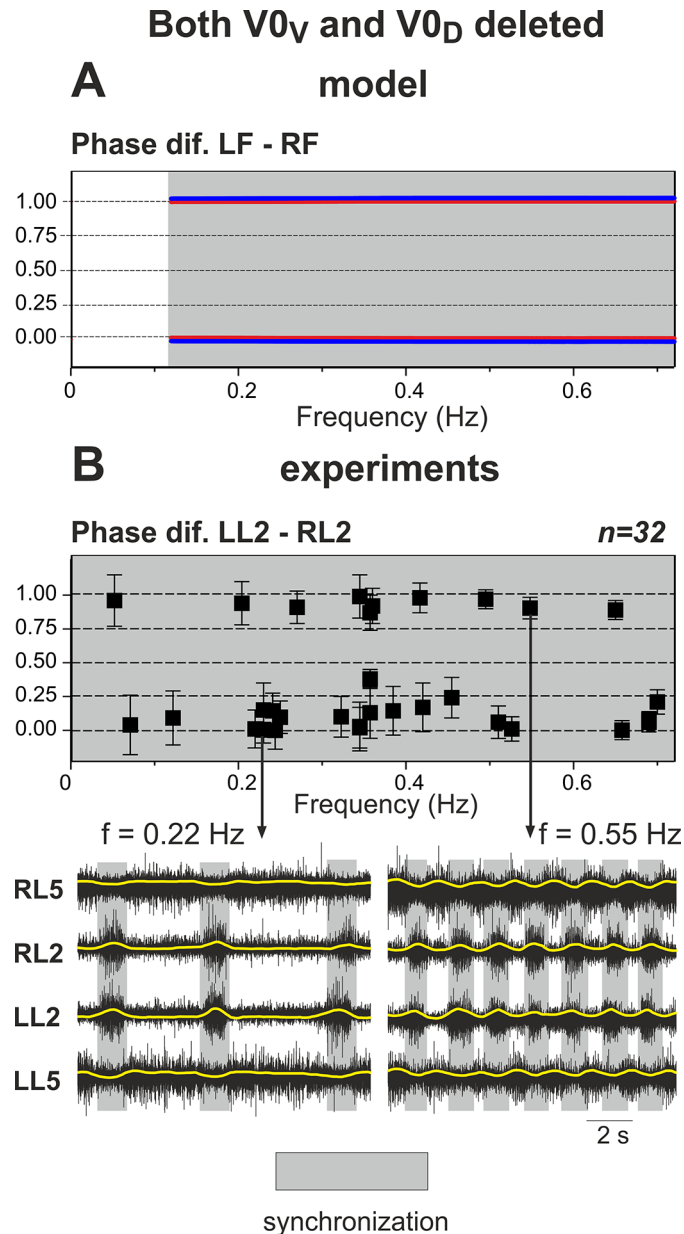 Both V0V and V0D deleted
A model
Phase dif. LF - RF
1.00
0.75
0.50
0.25
0.00
0 0.2 0.4 0.6
Frequency (Hz)
B experiments
Phase dif. LL2 - RL2 n=32
1.00
0.75
0.50
0.25
0.00
0 0.2 0.4 0.6
Frequency (Hz)
f = 0.22 Hz f = 0.55 Hz
RL5
RL2
LL2
LL5
2 s
synchronization